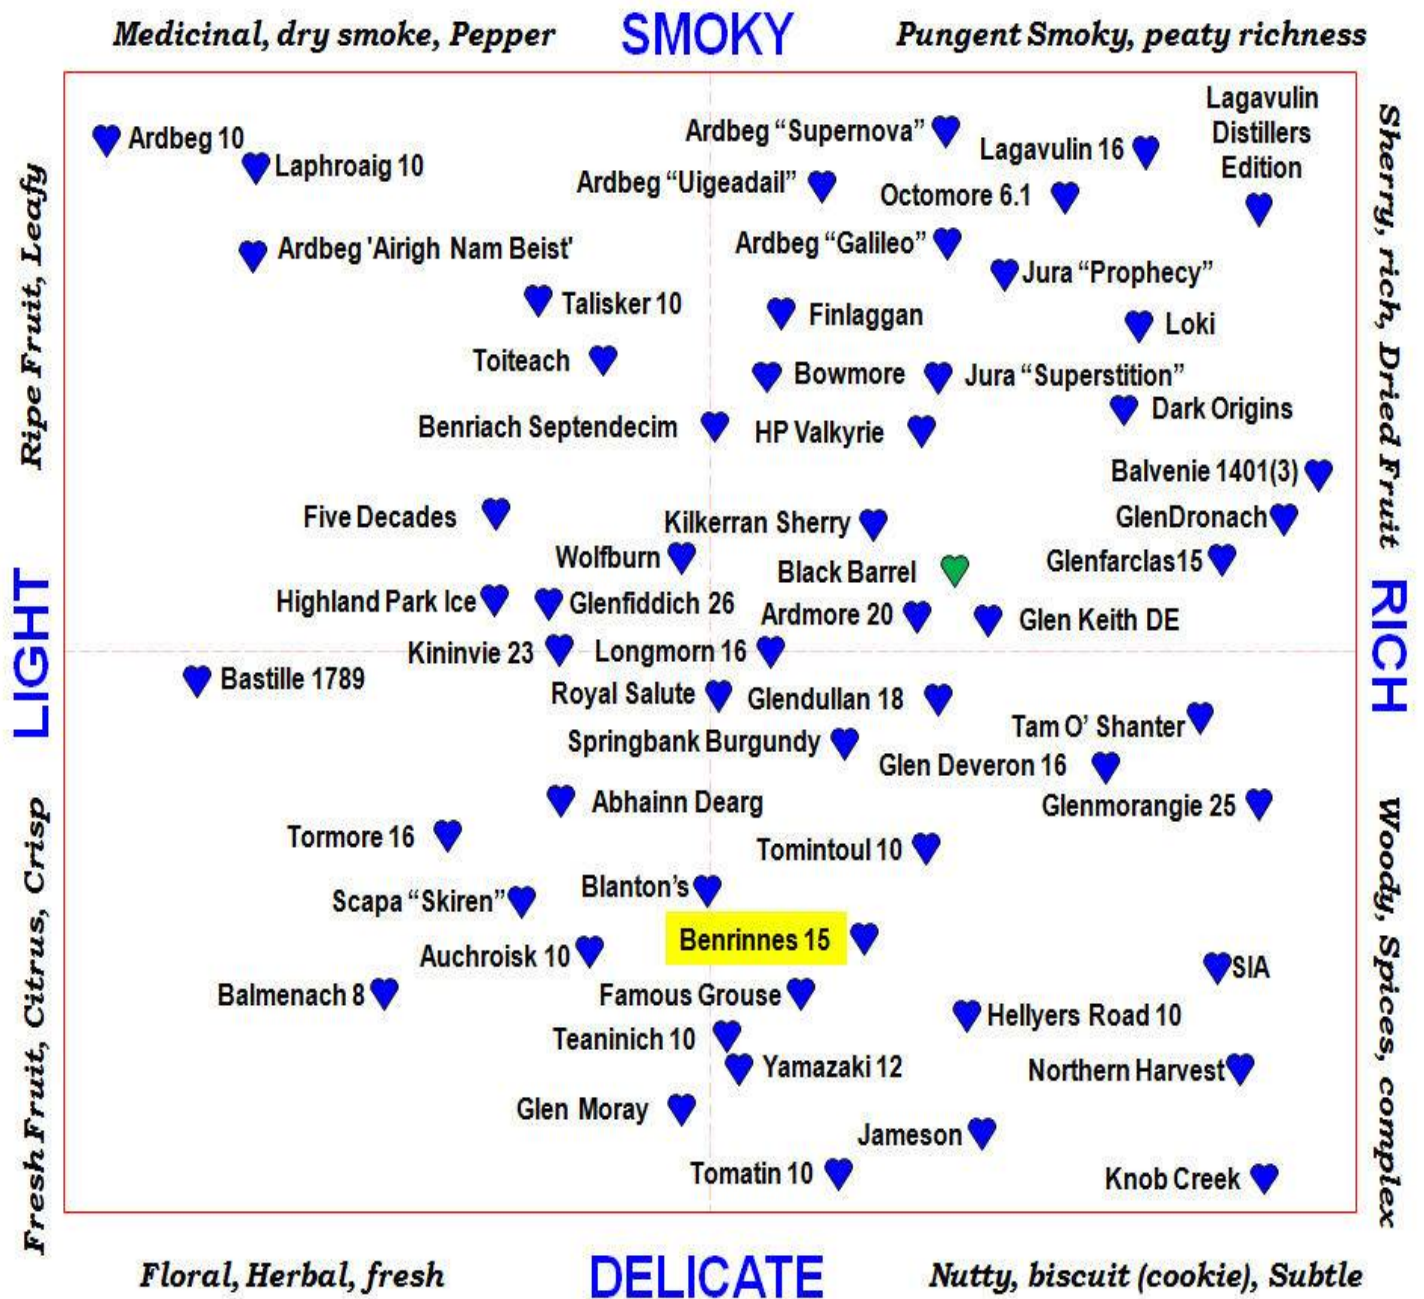 Medicinal, dry smoke, Pepper
SMOKY
Pungent Smoky, peaty richness
Ripe Fruit, Leafy
LIGHT
Fresh Fruit, Citrus, Crisp
Sherry, rich, Dried Fruit
RICH
Woody, Spices, complex
Ardbeg 10
Laphroaig 10
Ardbeg “Supernova”
Lagavulin 16
Lagavulin
Distillers
Edition
Ardbeg “Uigeadail”
Octomore 6.1
Ardbeg 'Airigh Nam Beist'
Ardbeg “Galileo”
Jura “Prophecy”
Talisker 10
Finlaggan
Loki
Toiteach
Bowmore
Jura “Superstition”
Dark Origins
Benriach Septendecim
HP Valkyrie
Balvenie 1401(3)
Five Decades
Kilkerran Sherry
GlenDronach
Wolfburn
Black Barrel
Glenfarclas15
Highland Park Ice
Glenfiddich 26
Ardmore 20
Glen Keith DE
Kininvie 23
Longmorn 16
Bastille 1789
Royal Salute
Glendullan 18
Tam O’ Shanter
Springbank Burgundy
Glen Deveron 16
Abhainn Dearg
Glenmorangie 25
Tormore 16
Tomintoul 10
Scapa “Skiren”
Blanton’s
Benrinnes 15
Auchroisk 10
SIA
Balmenach 8
Famous Grouse
Hellyers Road 10
Teaninich 10
Yamazaki 12
Northern Harvest
Glen Moray
Jameson
Tomatin 10
Knob Creek
Floral, Herbal, fresh
DELICATE
Nutty, biscuit (cookie), Subtle